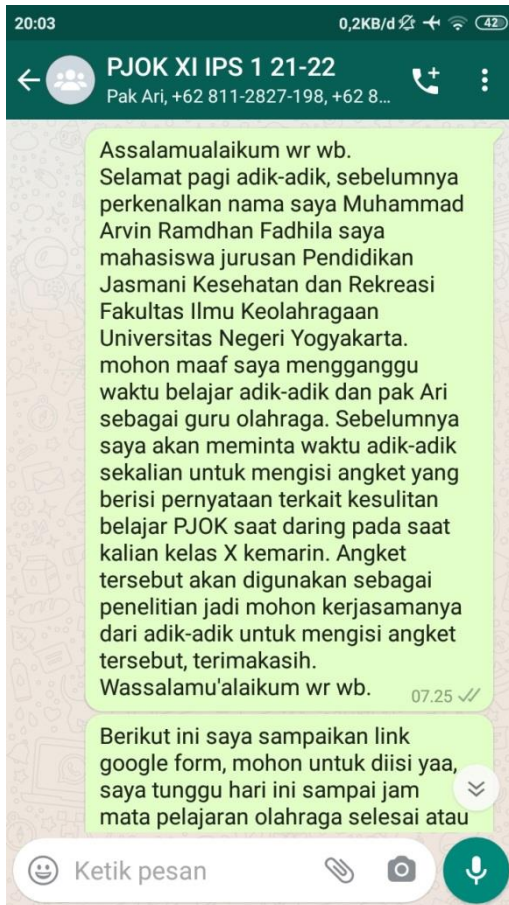 20:03
0,2KB/d 42
PJOK XI IPS 1 21-22
Pak Ari, +62 811-2827-198, +62 8...
Assalamualaikum wr wb.
Selamat pagi adik-adik, sebelumnya
perkenalkan nama saya Muhammad
Arvin Ramdhan Fadhila saya
mahasiswa jurusan Pendidikan
Jasmani Kesehatan dan Rekreasi
Fakultas Ilmu Keolahragaan
Universitas Negeri Yogyakarta.
mohon maaf saya mengganggu
waktu belajar adik-adik dan pak Ari
sebagai guru olahraga. Sebelumnya
saya akan meminta waktu adik-adik
sekalian untuk mengisi angket yang
berisi pernyataan terkait kesulitan
belajar PJOK saat daring pada saat
kalian kelas X kemarin. Angket
tersebut akan digunakan sebagai
penelitian jadi mohon kerjasamanya
dari adik-adik untuk mengisi angket
tersebut, terimakasih.
Wassalamu'alaikum wr wb.
07.25
Berikut ini saya sampaikan link
google form, mohon untuk diisi yaa,
saya tunggu hari ini sampai jam
mata pelajaran olahraga selesai atau
Ketik pesan